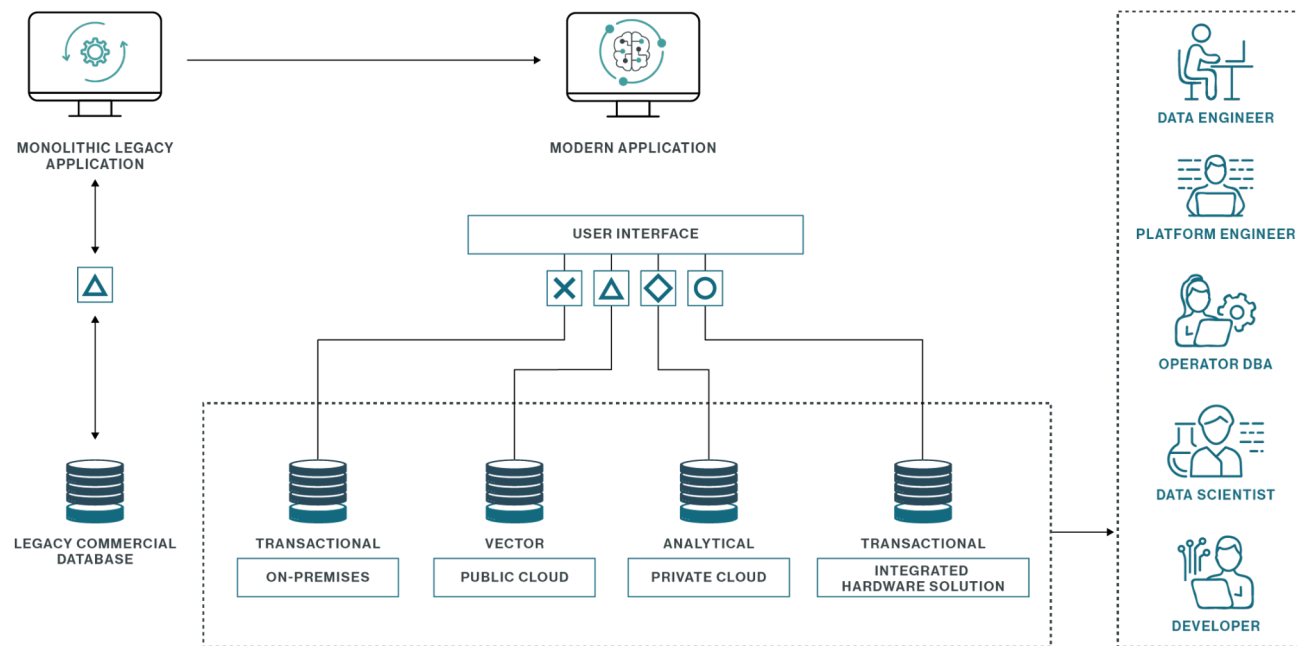 MONOLITHIC LEGACY
APPLICATION
MODERN APPLICATION
USER INTERFACE
LEGACY COMMERCIAL
DATABASE
TRANSACTIONAL
ON-PREMISES
VECTOR
PUBLIC CLOUD
ANALYTICAL
PRIVATE CLOUD
TRANSACTIONAL
INTEGRATED
HARDWARE SOLUTION
DATA ENGINEER
PLATFORM ENGINEER
OPERATOR DBA
DATA SCIENTIST
DEVELOPER